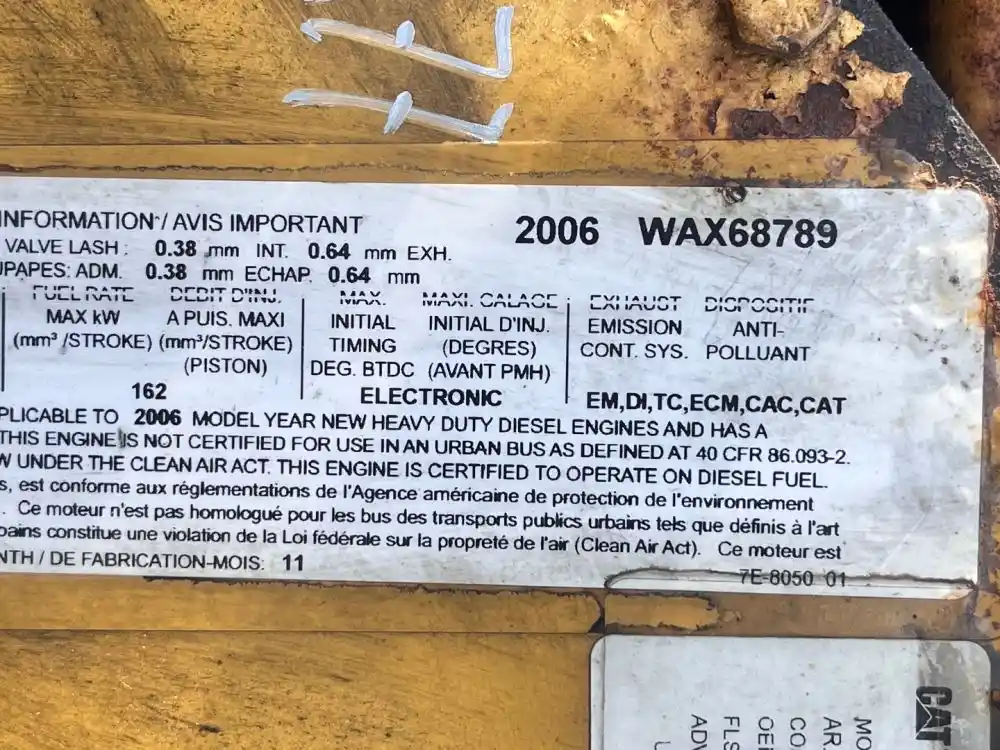 INFORMATION / AVIS IMPORTANT
2006 WAX68789
VALVE LASH : 0.38 mm INT. 0.64 mm EXH.
PAPES: ADM. 0.38 mm ECHAP. 0.64 mm
FUEL RATE DEBIT D'INJ. MAX. MAXI. CALAGE EXHAUST DISPOSITIF
MAX kW A PUIS. MAXI INITIAL INITIAL D'INJ. EMISSION ANTI-
(mm³ /STROKE) (mm³/STROKE) TIMING (DEGRES) CONT. SYS. POLLUANT
(PISTON) DEG. BTDC (AVANT PMH)
162 ELECTRONIC EM,DI,TC,ECM,CAC,CAT
PLICABLE TO 2006 MODEL YEAR NEW HEAVY DUTY DIESEL ENGINES AND HAS A
THIS ENGINE IS NOT CERTIFIED FOR USE IN AN URBAN BUS AS DEFINED AT 40 CFR 86.093-2.
W UNDER THE CLEAN AIR ACT. THIS ENGINE IS CERTIFIED TO OPERATE ON DIESEL FUEL.
s, est conforme aux réglementations de l'Agence américaine de protection de l'environnement
. Ce moteur n'est pas homologué pour les bus des transports publics urbains tels que définis à l'art
bains constitue une violation de la Loi fédérale sur la propreté de l'air (Clean Air Act). Ce moteur est
NTH / DE FABRICATION-MOIS: 11
7E-8050 01
CAT
MO
AR
CO
OE
FLS
ADV